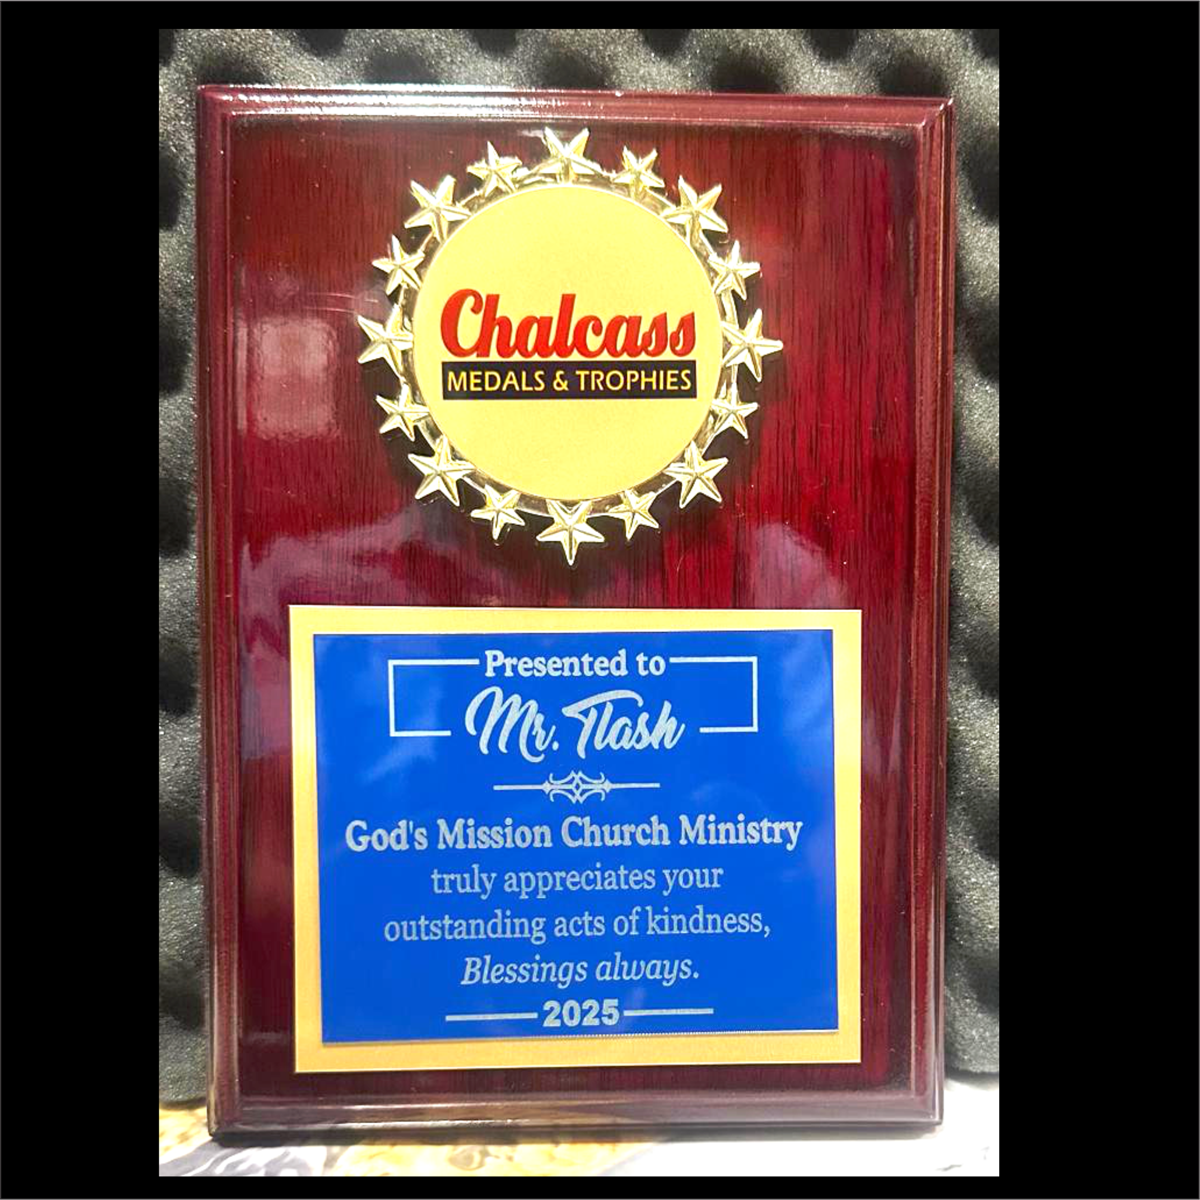 Chalcass
MEDALS & TROPHIES
Presented to
Mr. Tlash
God's Mission Church Ministry
truly appreciates your
outstanding acts of kindness,
Blessings always.
2025